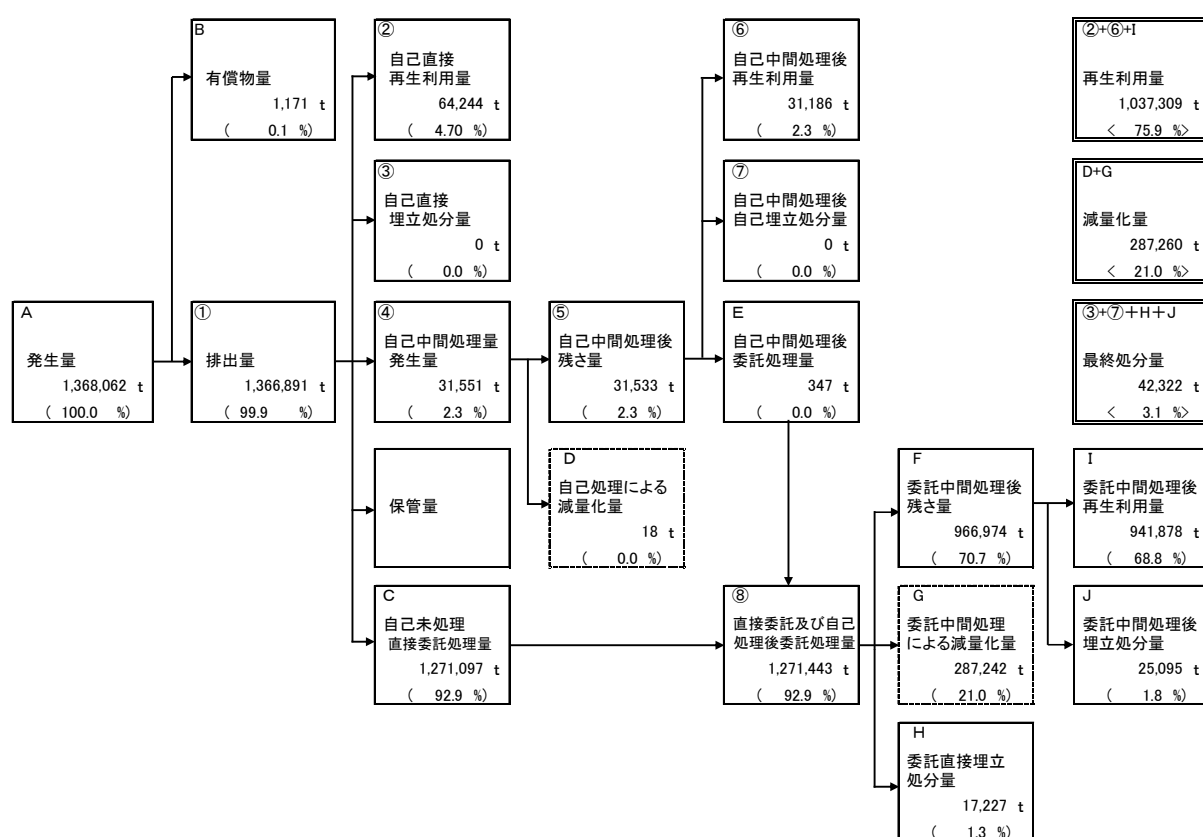 B
有償物量
1,171 t
( 0.1 %)
②
自己直接
再生利用量
64,244 t
( 4.70 %)
⑥
自己中間処理後
再生利用量
31,186 t
( 2.3 %)
②+⑥+I
再生利用量
1,037,309 t
< 75.9 %>
③
自己直接
埋立処分量
0 t
( 0.0 %)
⑦
自己中間処理後
自己埋立処分量
0 t
( 0.0 %)
D+G
減量化量
287,260 t
< 21.0 %>
A
発生量
1,368,062 t
( 100.0 %)
①
排出量
1,366,891 t
( 99.9 %)
④
自己中間処理量
発生量
31,551 t
( 2.3 %)
⑤
自己中間処理後
残さ量
31,533 t
( 2.3 %)
E
自己中間処理後
委託処理量
347 t
( 0.0 %)
③+⑦+H+J
最終処分量
42,322 t
< 3.1 %>
保管量
D
自己処理による
減量化量
18 t
( 0.0 %)
F
委託中間処理後
残さ量
966,974 t
( 70.7 %)
I
委託中間処理後
再生利用量
941,878 t
( 68.8 %)
C
自己未処理
直接委託処理量
1,271,097 t
( 92.9 %)
⑧
直接委託及び自己
処理後委託処理量
1,271,443 t
( 92.9 %)
G
委託中間処理
による減量化量
287,242 t
( 21.0 %)
J
委託中間処理後
埋立処分量
25,095 t
( 1.8 %)
H
委託直接埋立
処分量
17,227 t
( 1.3 %)